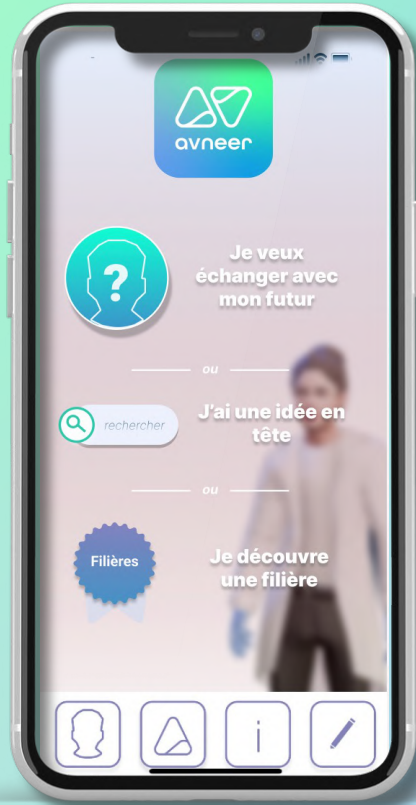 avneer
Je veux
échanger avec
mon futur
ou
rechercher
J'ai une idée en
tête
ou
Filières
Je découvre
une filière
i